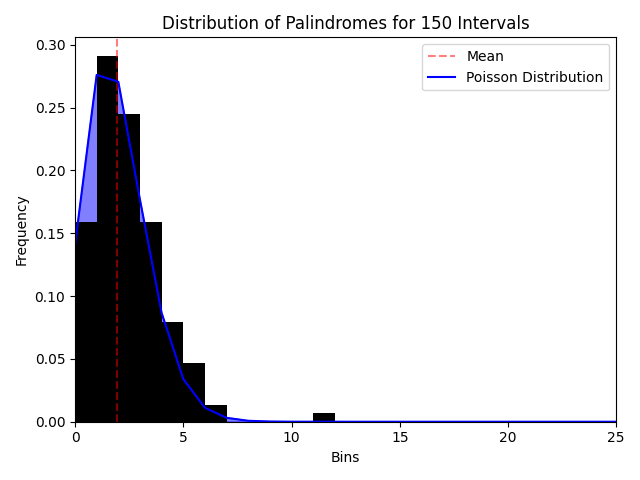 Distribution of Palindromes for 150 Intervals
Mean
Poisson Distribution
0.30
0.25
0.20
0.15
0.10
0.05
0.00
Frequency
0 5 10 15 20 25
Bins